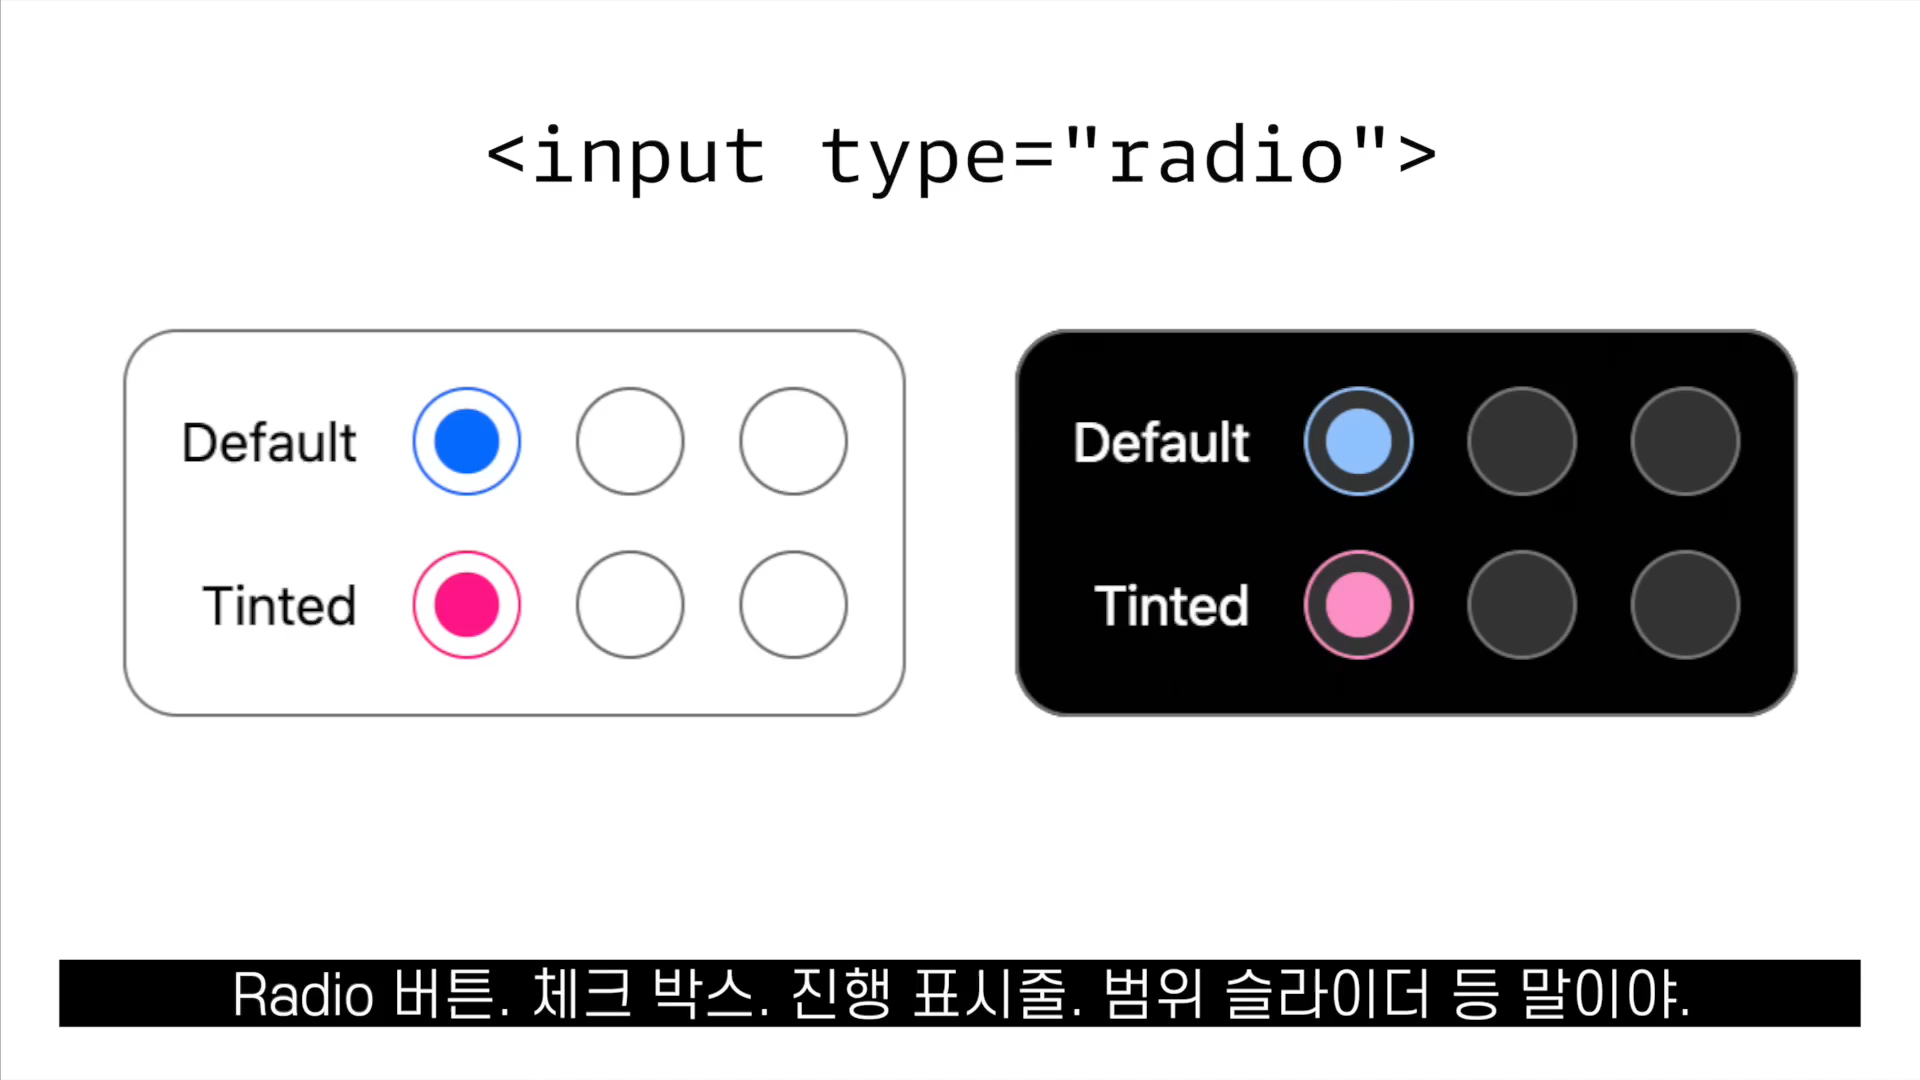 <input type="radio">
Default
Tinted
Default
Tinted
Radio 버튼. 체크 박스. 진행 표시줄. 범위 슬라이더 등 말이야.